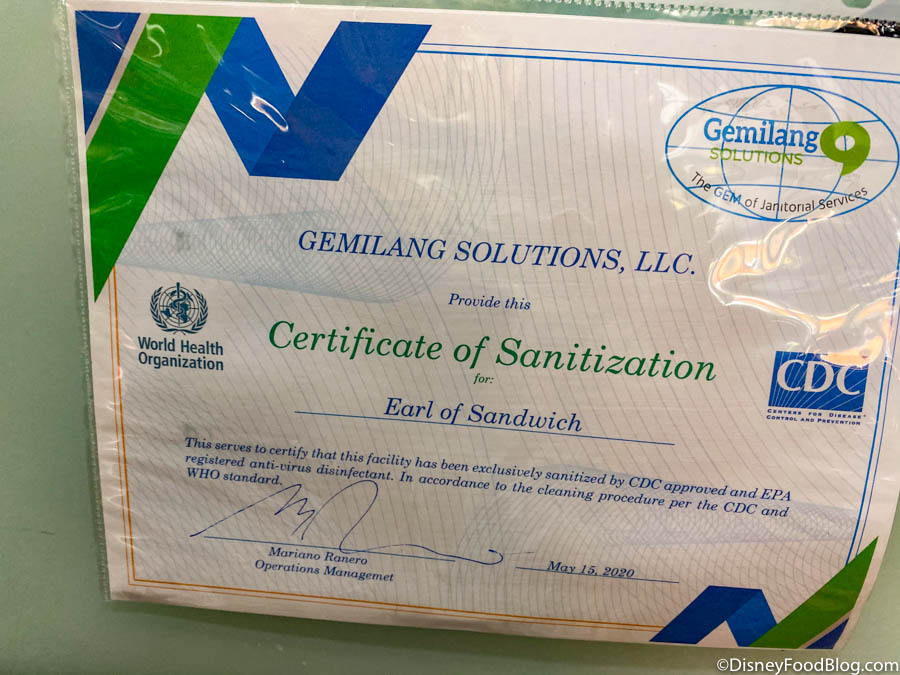 Gemilang
SOLUTIONS
The GEM of Janitorial Services
GEMILANG SOLUTIONS, LLC.
Provide this
Certificate of Sanitization
for:
Earl of Sandwich
World Health
Organization
CDC
CENTERS FOR DISEASE
CONTROL AND PREVENTION
This serves to certify that this facility has been exclusively sanitized by CDC approved and EPA
registered anti-virus disinfectant. In accordance to the cleaning procedure per the CDC and
WHO standard.
Mariano Ranero
Operations Managemet
May 15, 2020
©DisneyFoodBlog.com